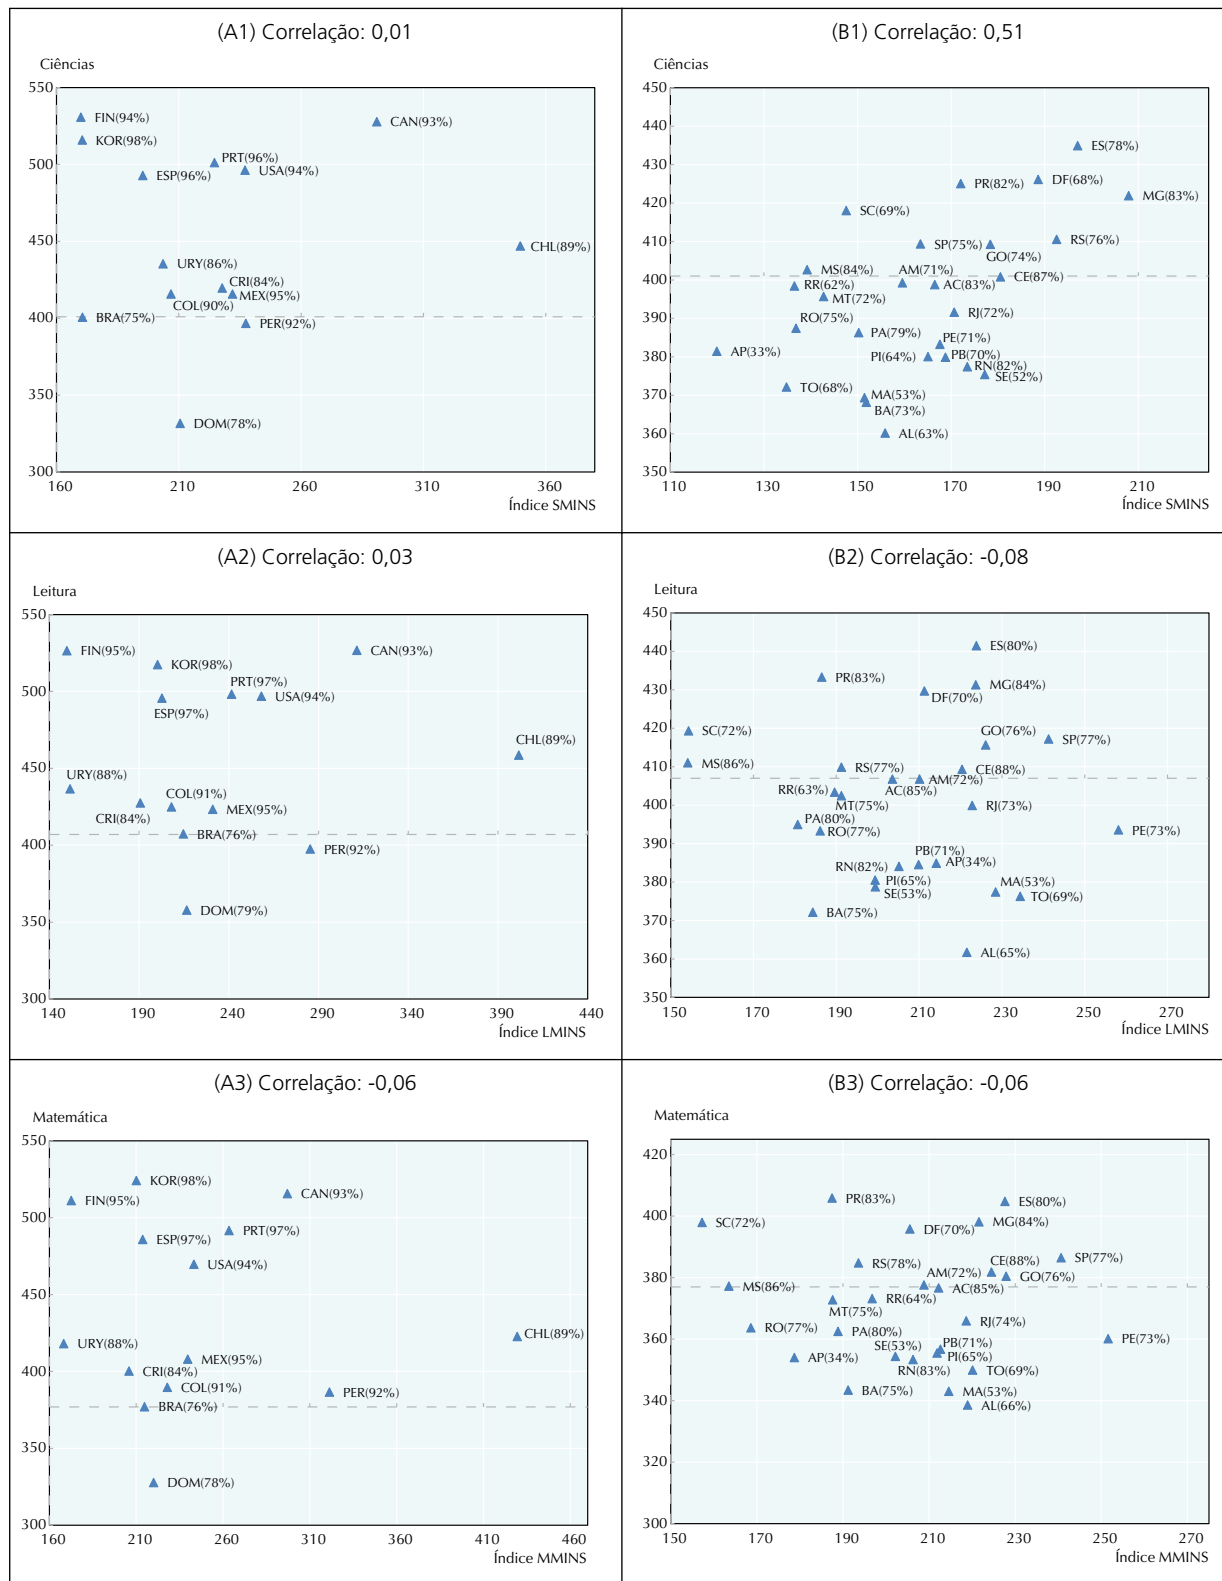 (A1) Correlação: 0,01
Ciências
550
FIN(94%)
CAN(93%)
KOR(98%)
PRT(96%)
500
USA(94%)
ESP(96%)
450
CHL(89%)
URY(86%)
CRI(84%)
MEX(95%)
COL(90%)
400
BRA(75%)
PER(92%)
350
DOM(78%)
300
160 210 260 310 360
Índice SMINS
(B1) Correlação: 0,51
Ciências
450
440
ES(78%)
430
DF(68%)
PR(82%)
MG(83%)
420
SC(69%)
410
RS(76%)
SP(75%)
GO(74%)
MS(84%)
AM(71%)
CE(87%)
400
RR(62%)
AC(83%)
MT(72%)
390
RJ(72%)
RO(75%)
PA(79%)
PE(71%)
AP(33%)
PI(64%)
PB(70%)
380
RN(82%)
SE(52%)
TO(68%)
370
MA(53%)
BA(73%)
360
AL(63%)
350
110 130 150 170 190 210
Índice SMINS
(A2) Correlação: 0,03
Leitura
550
FIN(95%)
CAN(93%)
KOR(98%)
PRT(97%)
500
USA(94%)
ESP(97%)
CHL(89%)
450
URY(88%)
COL(91%)
MEX(95%)
CRI(84%)
400
BRA(76%)
PER(92%)
350
DOM(79%)
300
140 190 240 290 340 400 440
Índice LMINS
(B2) Correlação: -0,08
Leitura
450
440
ES(80%)
PR(83%)
MG(84%)
430
DF(70%)
420
SC(72%)
GO(76%)
SP(77%)
410
MS(86%)
RS(77%)
CE(88%)
AM(72%)
AC(85%)
RR(63%)
MT(75%)
RJ(73%)
400
PA(80%)
RO(77%)
PE(73%)
390
PB(71%)
AP(34%)
RN(82%)
PI(65%)
MA(53%)
380
SE(53%)
TO(69%)
370
BA(75%)
360
AL(65%)
350
150 170 190 210 230 250 270
Índice LMINS
(A3) Correlação: -0,06
Matemática
550
KOR(98%)
CAN(93%)
FIN(95%)
500
PRT(97%)
ESP(97%)
USA(94%)
450
CHL(89%)
URY(88%)
MEX(95%)
400
CRI(84%)
COL(91%)
PER(92%)
BRA(76%)
350
DOM(78%)
300
160 210 260 310 360 410 460
Índice MMINS
(B3) Correlação: -0,06
Matemática
420
PR(83%)
ES(80%)
400
SC(72%)
MG(84%)
DF(70%)
RS(78%)
CE(88%)
SP(77%)
AM(72%)
GO(76%)
380
MS(86%)
AC(85%)
RR(64%)
MT(75%)
RJ(74%)
RO(77%)
PA(80%)
360
PE(73%)
SE(53%)
PB(71%)
AP(34%)
PI(65%)
RN(83%)
TO(69%)
BA(75%)
MA(53%)
340
AL(66%)
320
300
150 170 190 210 230 250 270
Índice MMINS